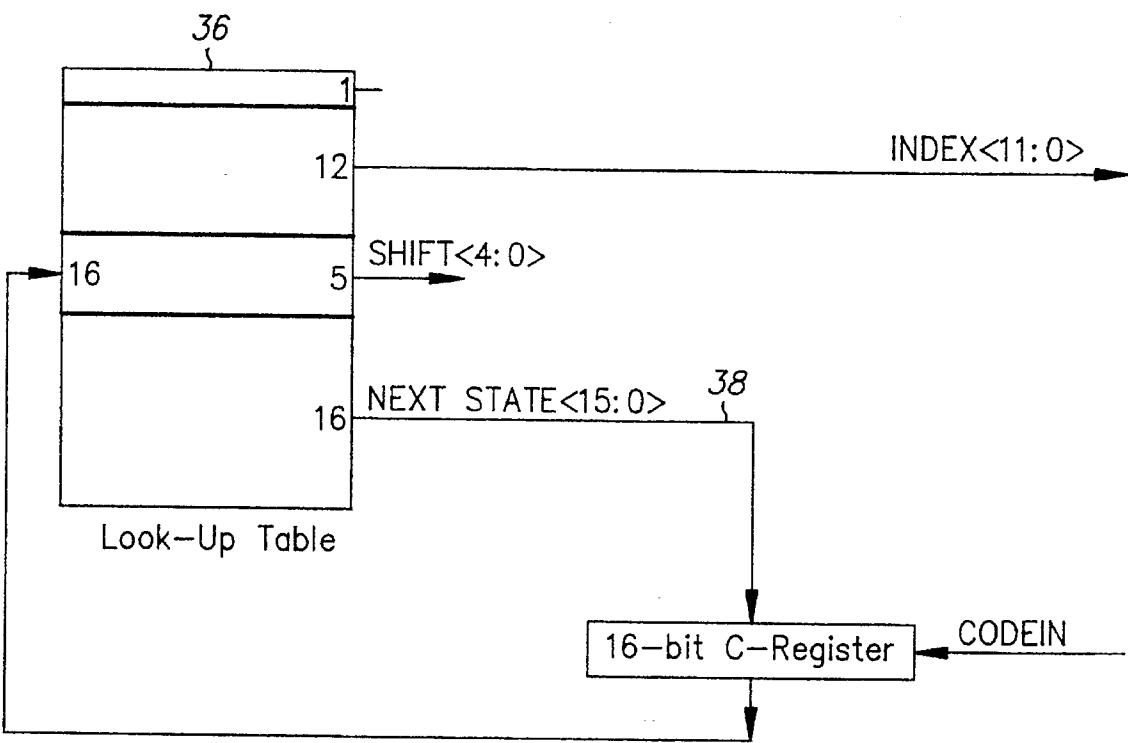 36
1
12
INDEX<11:0>
16
5
SHIFT<4:0>
16
NEXT STATE<15:0>
38
Look-Up Table
16-bit C-Register
CODEIN